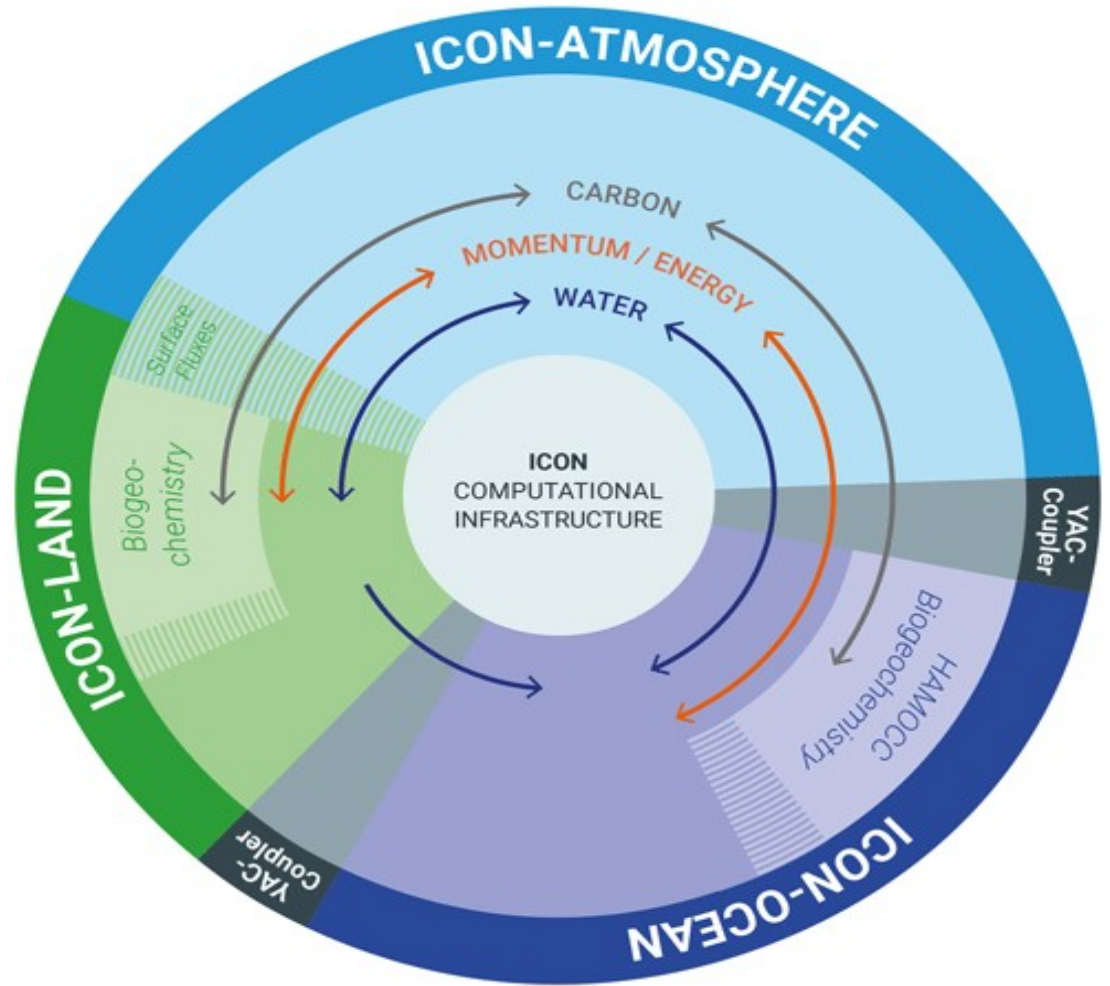 ICON-ATMOSPHERE
CARBON
MOMENTUM / ENERGY
WATER
Surface
Fluxes
Biogeo-
chemistry
ICON-LAND
ICON
COMPUTATIONAL
INFRASTRUCTURE
YAC-
Coupler
HAMOCC
Biogeochemistry
ICON-OCEAN
YAC-
Coupler